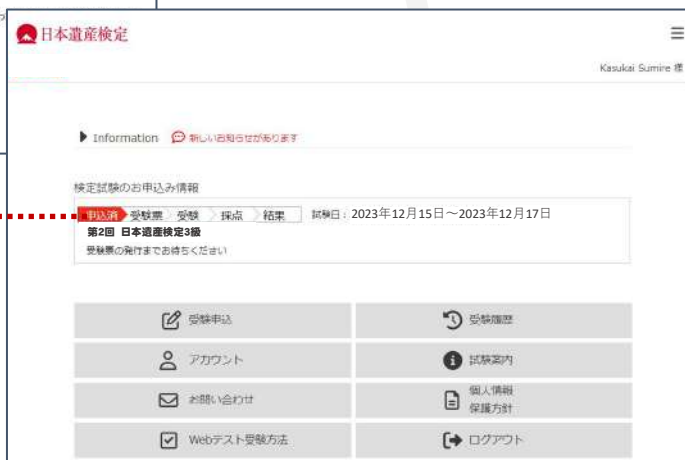 日本遺産検定
Kasukai Sumire 様
Information 新しいお知らせがあります
検定試験のお申込み情報
申込済 受験票 受験 採点 結果 試験日: 2023年12月15日～2023年12月17日
第2回 日本遺産検定3級
受験票の発行までお待ちください
受験申込
受験履歴
アカウント
試験案内
お問い合わせ
個人情報
保護方針
Webテスト受験方法
ログアウト